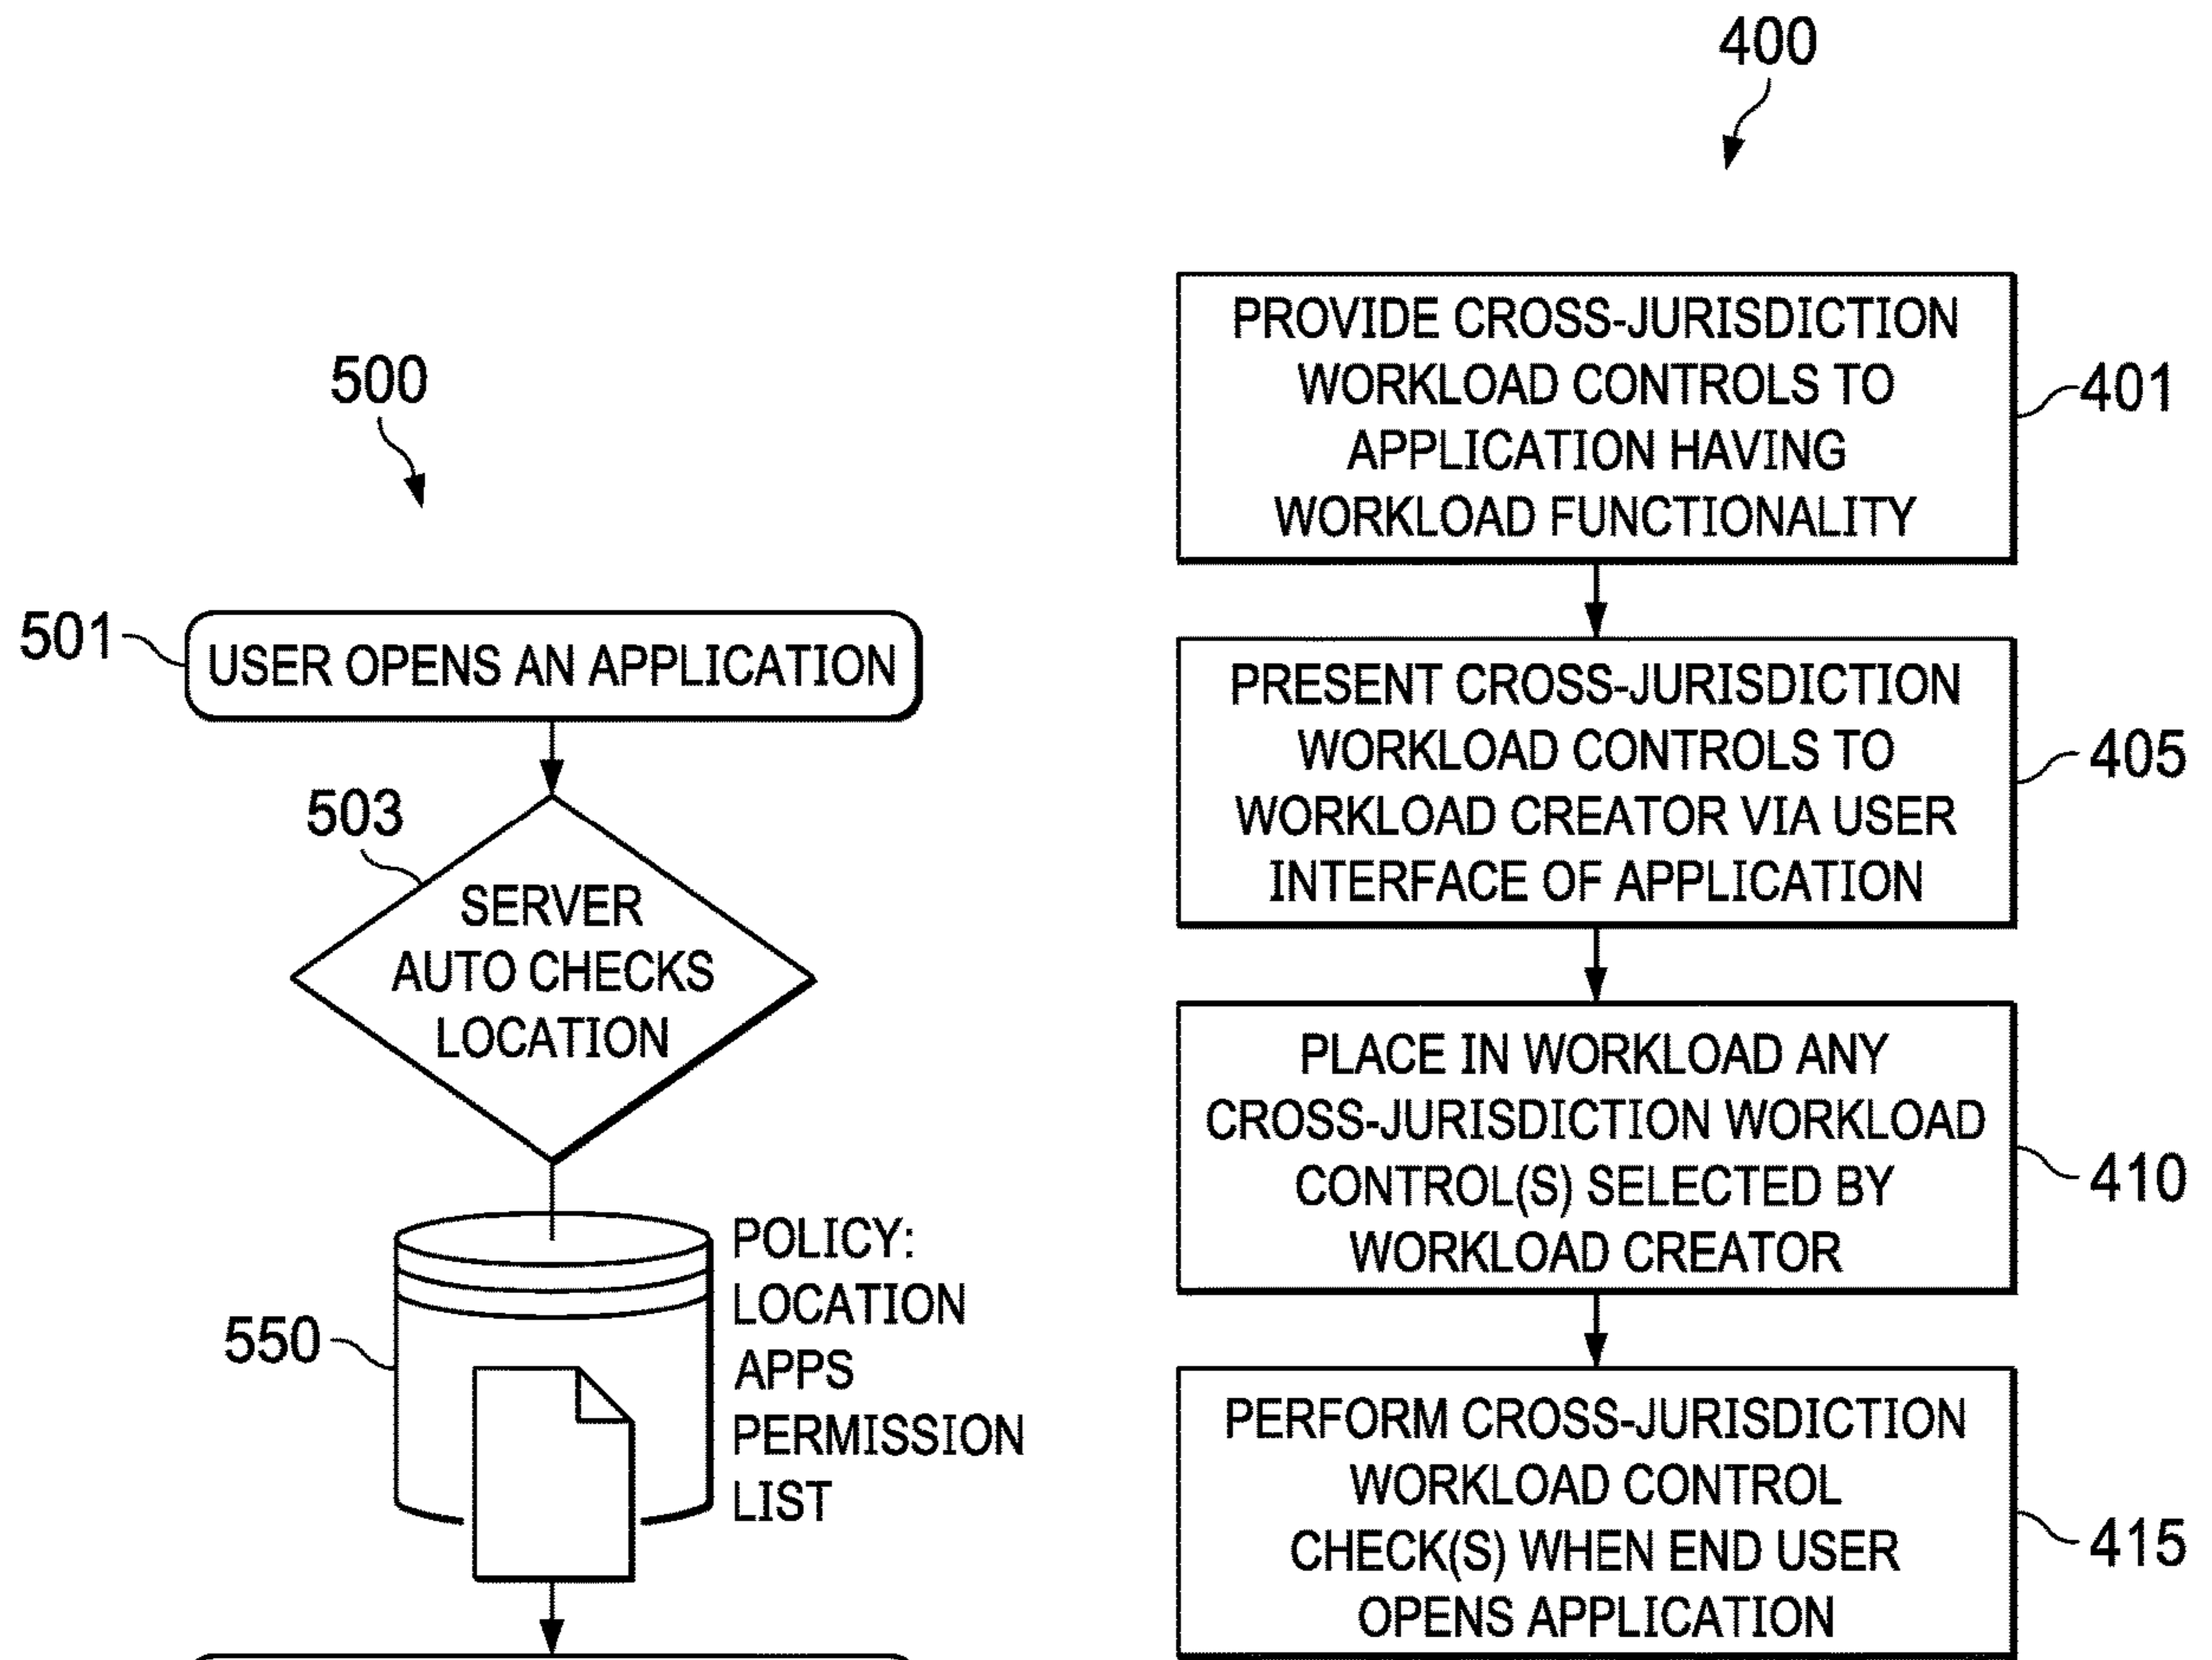 500
501
USER OPENS AN APPLICATION
503
SERVER
AUTO CHECKS
LOCATION
550
POLICY:
LOCATION
APPS
PERMISSION
LIST
400
PROVIDE CROSS-JURISDICTION
WORKLOAD CONTROLS TO
APPLICATION HAVING
WORKLOAD FUNCTIONALITY
401
PRESENT CROSS-JURISDICTION
WORKLOAD CONTROLS TO
WORKLOAD CREATOR VIA USER
INTERFACE OF APPLICATION
405
PLACE IN WORKLOAD ANY
CROSS-JURISDICTION WORKLOAD
CONTROL(S) SELECTED BY
WORKLOAD CREATOR
410
PERFORM CROSS-JURISDICTION
WORKLOAD CONTROL
CHECK(S) WHEN END USER
OPENS APPLICATION
415